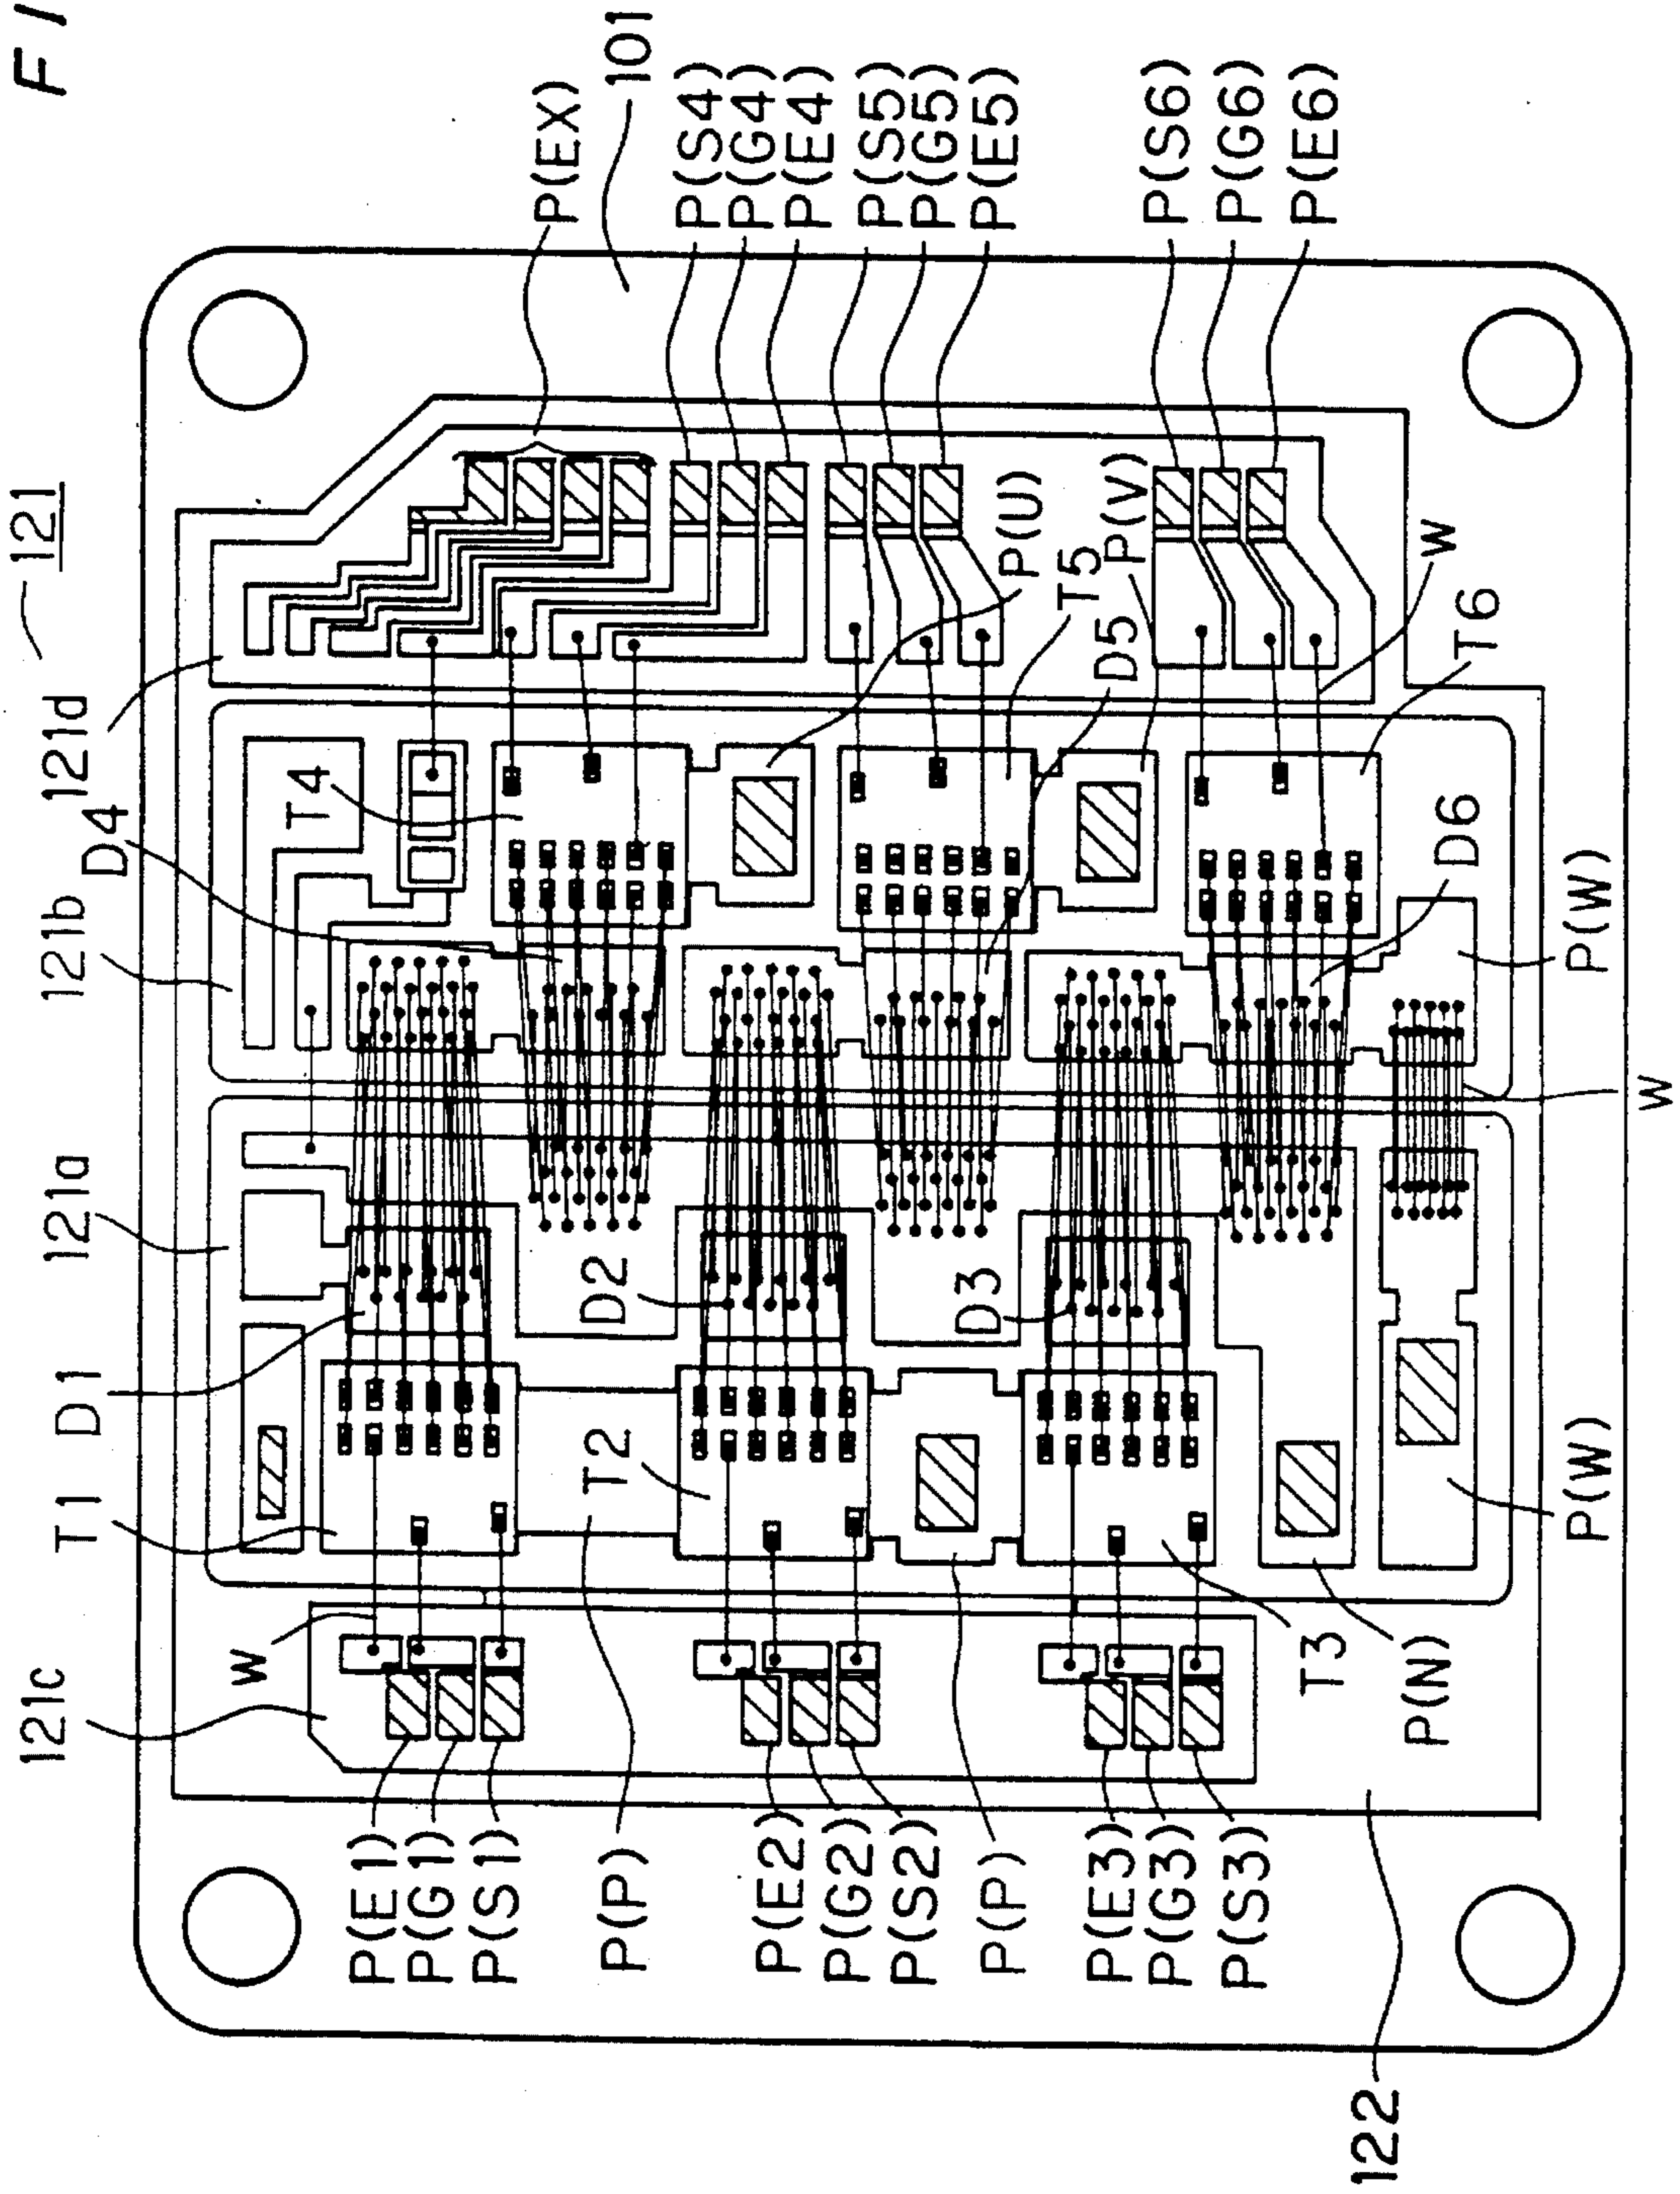 F I
121
101
P(EX)
P(S4)
P(G4)
P(E4)
P(S5)
P(G5)
P(E5)
P(S6)
P(G6)
P(E6)
121d
121b
121a
121c
T4
D4
P(U)
T5
D5
P(V)
W
T6
D6
P(W)
W
D1
T1
D2
D3
T2
T3
P(N)
P(W)
W
P(E1)
P(G1)
P(S1)
P(P)
P(E2)
P(G2)
P(S2)
P(P)
P(E3)
P(G3)
P(S3)
122